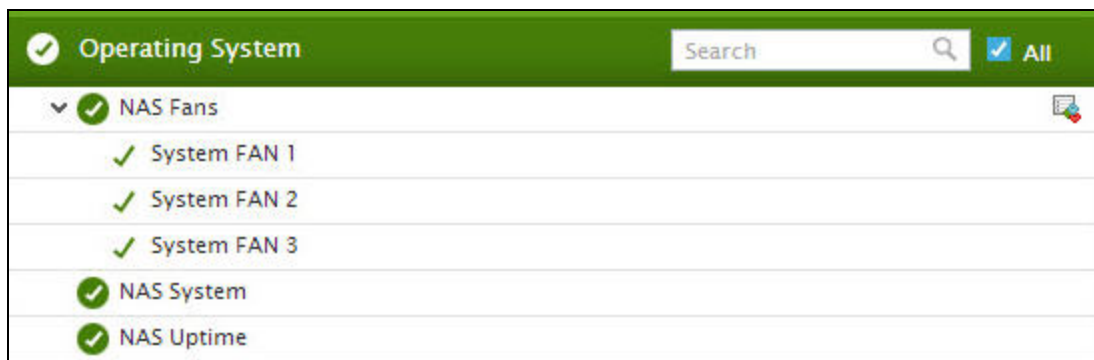 Operating System
Search
All
NAS Fans
System FAN 1
System FAN 2
System FAN 3
NAS System
NAS Uptime